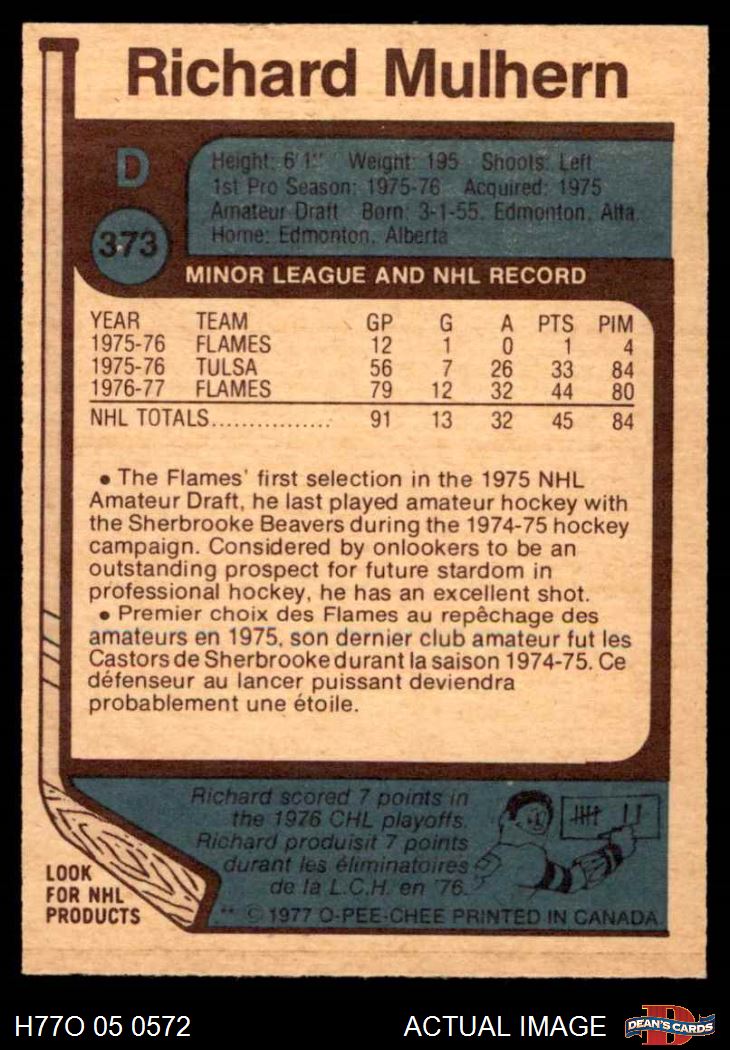 Richard Mulhern
D
373
Height: 6'1" Weight: 195 Shoots: Left
1st Pro Season: 1975-76 Acquired: 1975
Amateur Draft Born: 3-1-55. Edmonton, Alta.
Home: Edmonton, Alberta
MINOR LEAGUE AND NHL RECORD
YEAR TEAM GP G A PTS PIM
1975-76 FLAMES 12 1 0 1 4
1975-76 TULSA 56 7 26 33 84
1976-77 FLAMES 79 12 32 44 80
NHL TOTALS................ 91 13 32 45 84
• The Flames' first selection in the 1975 NHL
Amateur Draft, he last played amateur hockey with
the Sherbrooke Beavers during the 1974-75 hockey
campaign. Considered by onlookers to be an
outstanding prospect for future stardom in
professional hockey, he has an excellent shot.
• Premier choix des Flames au repêchage des
amateurs en 1975, son dernier club amateur fut les
Castors de Sherbrooke durant la saison 1974-75. Ce
défenseur au lancer puissant deviendra
probablement une étoile.
Richard scored 7 points in
the 1976 CHL playoffs.
Richard produisit 7 points
durant les éliminatoires
de la L.C.H. en '76.
LOOK
FOR NHL
PRODUCTS
** © 1977 O-PEE-CHEE PRINTED IN CANADA
H77O 05 0572
ACTUAL IMAGE
D
DEAN'S CARDS